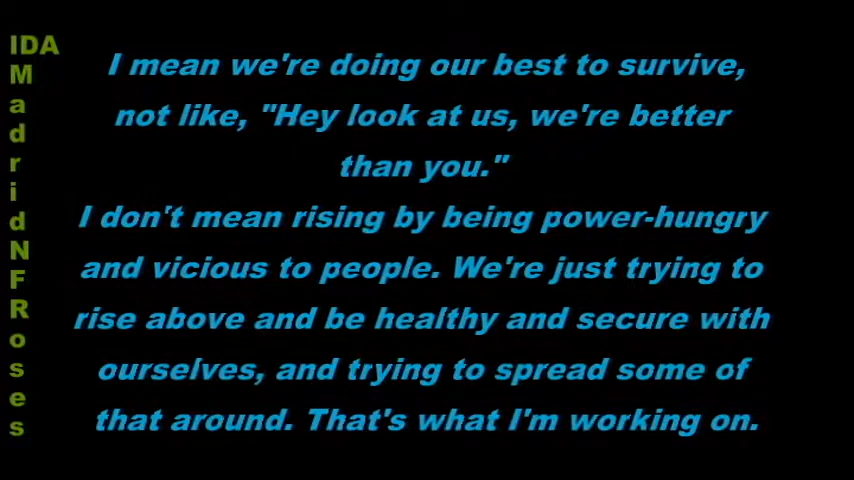 IDA
M
a
d
r
i
d
N
F
R
o
s
e
s
I mean we're doing our best to survive,
not like, "Hey look at us, we're better
than you."
I don't mean rising by being power-hungry
and vicious to people. We're just trying to
rise above and be healthy and secure with
ourselves, and trying to spread some of
that around. That's what I'm working on.